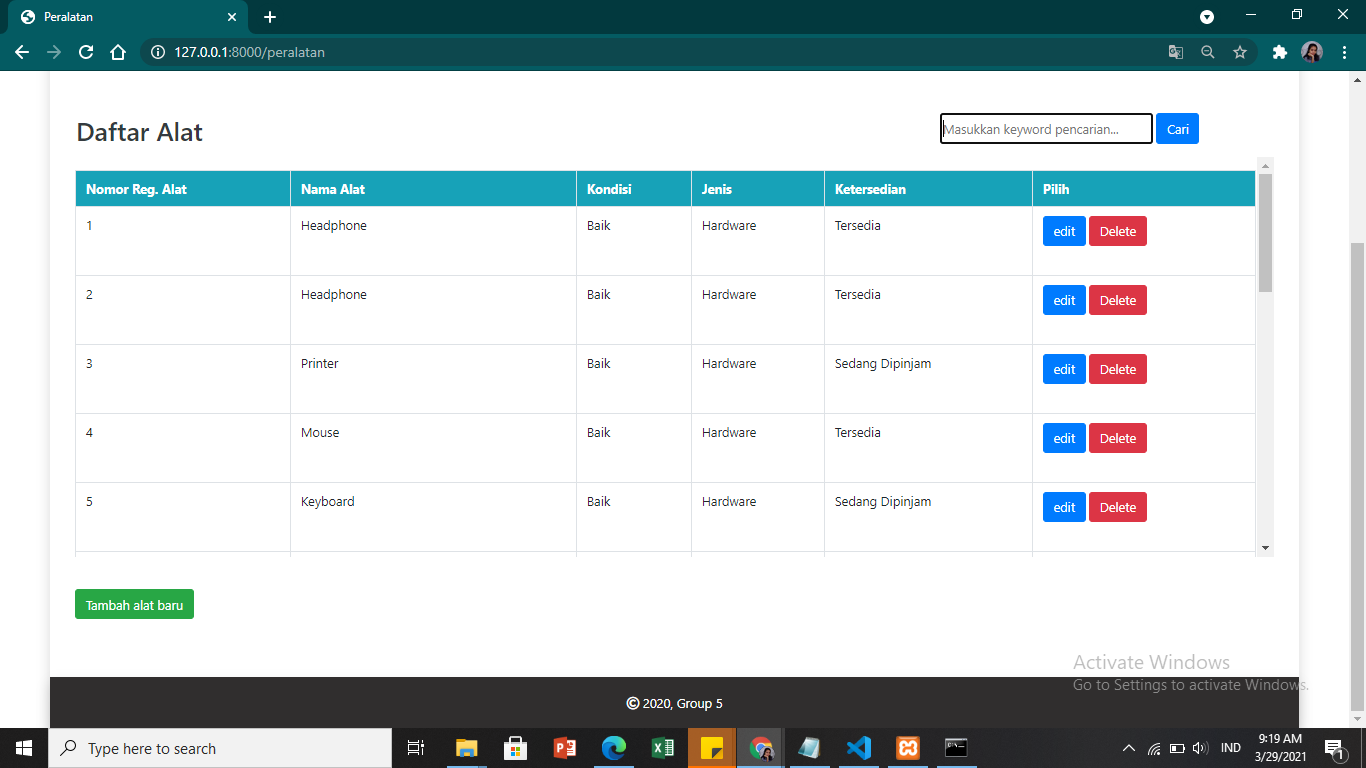 Peralatan
127.0.0.1:8000/peralatan
Daftar Alat
Masukkan keyword pencarian... Cari
Nomor Reg. Alat Nama Alat Kondisi Jenis Ketersedian Pilih
1 Headphone Baik Hardware Tersedia edit Delete
2 Headphone Baik Hardware Tersedia edit Delete
3 Printer Baik Hardware Sedang Dipinjam edit Delete
4 Mouse Baik Hardware Tersedia edit Delete
5 Keyboard Baik Hardware Sedang Dipinjam edit Delete
Tambah alat baru
Activate Windows
Go to Settings to activate Windows.
© 2020, Group 5
Type here to search
IND
9:19 AM
3/29/2021
1